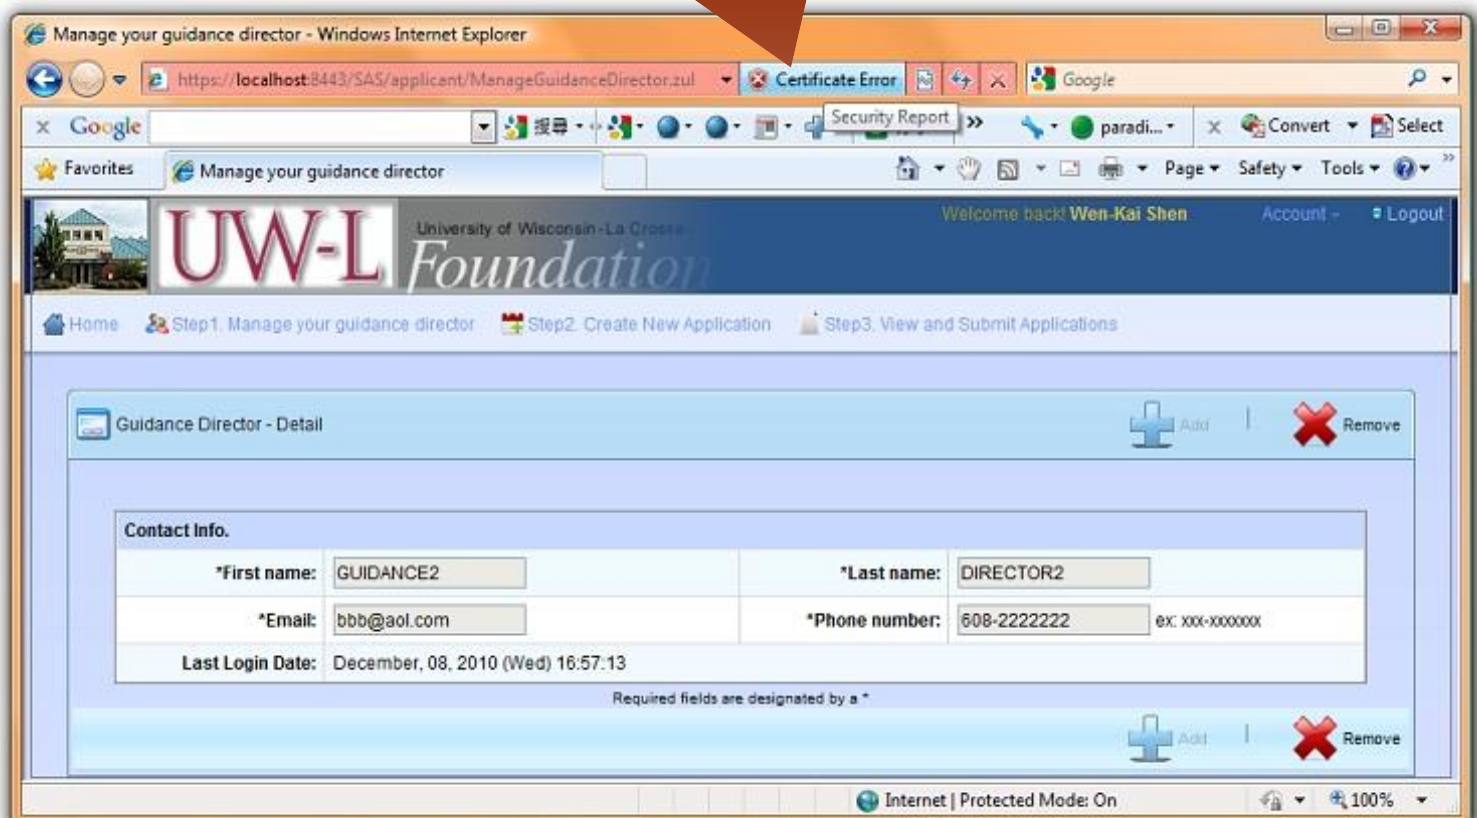 Manage your guidance director - Windows Internet Explorer
https://localhost:8443/SAS/applicant/ManageGuidanceDirector.zul Certificate Error Google
x Google 搜尋 Security Report » paradi... x Convert Select
Favorites Manage your guidance director Page Safety Tools »
UW-L University of Wisconsin-La Crosse Welcome back! Wen-Kai Shen Account Logout
Foundation
Home Step1. Manage your guidance director Step2. Create New Application Step3. View and Submit Applications
Guidance Director - Detail Add | Remove
Contact Info.
*First name: GUIDANCE2 *Last name: DIRECTOR2
*Email: bbb@aol.com *Phone number: 608-2222222 ex: xxx-xxxxxxx
Last Login Date: December, 08, 2010 (Wed) 16:57:13
Required fields are designated by a *
Add | Remove
Internet | Protected Mode: On 100%